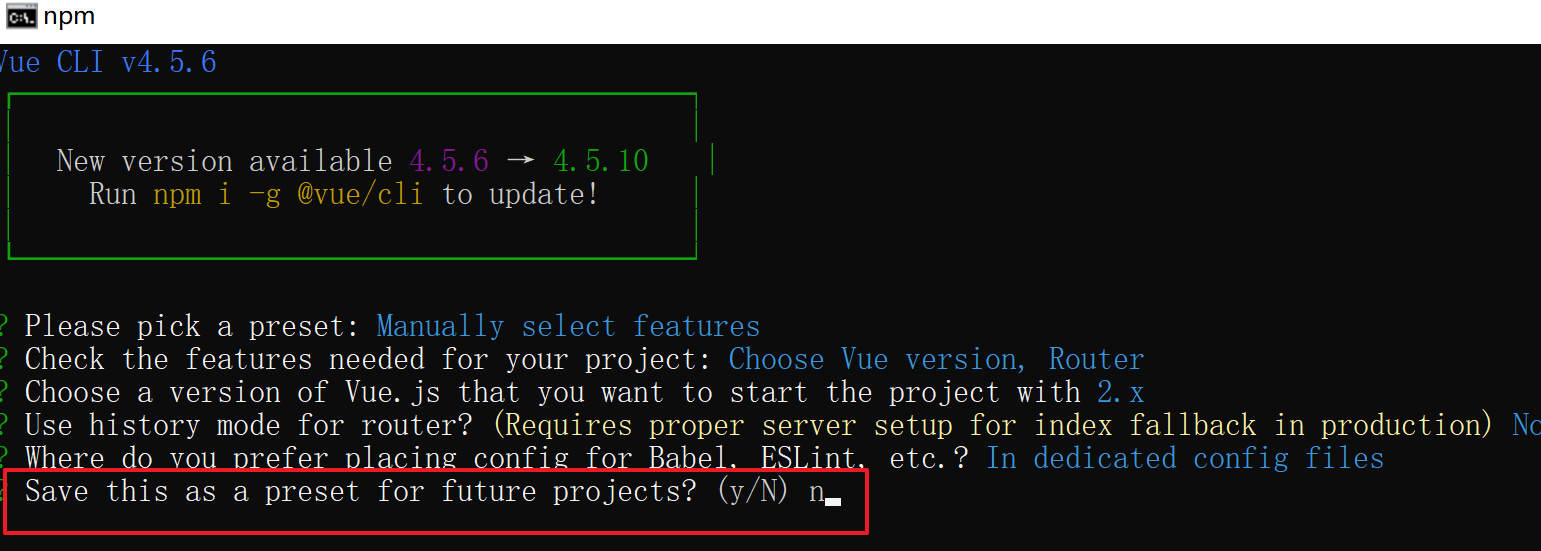 npm
Vue CLI v4.5.6
New version available 4.5.6 → 4.5.10
Run npm i -g @vue/cli to update!
? Please pick a preset: Manually select features
? Check the features needed for your project: Choose Vue version, Router
? Choose a version of Vue.js that you want to start the project with 2.x
? Use history mode for router? (Requires proper server setup for index fallback in production) No
? Where do you prefer placing config for Babel, ESLint, etc.? In dedicated config files
? Save this as a preset for future projects? (y/N) n